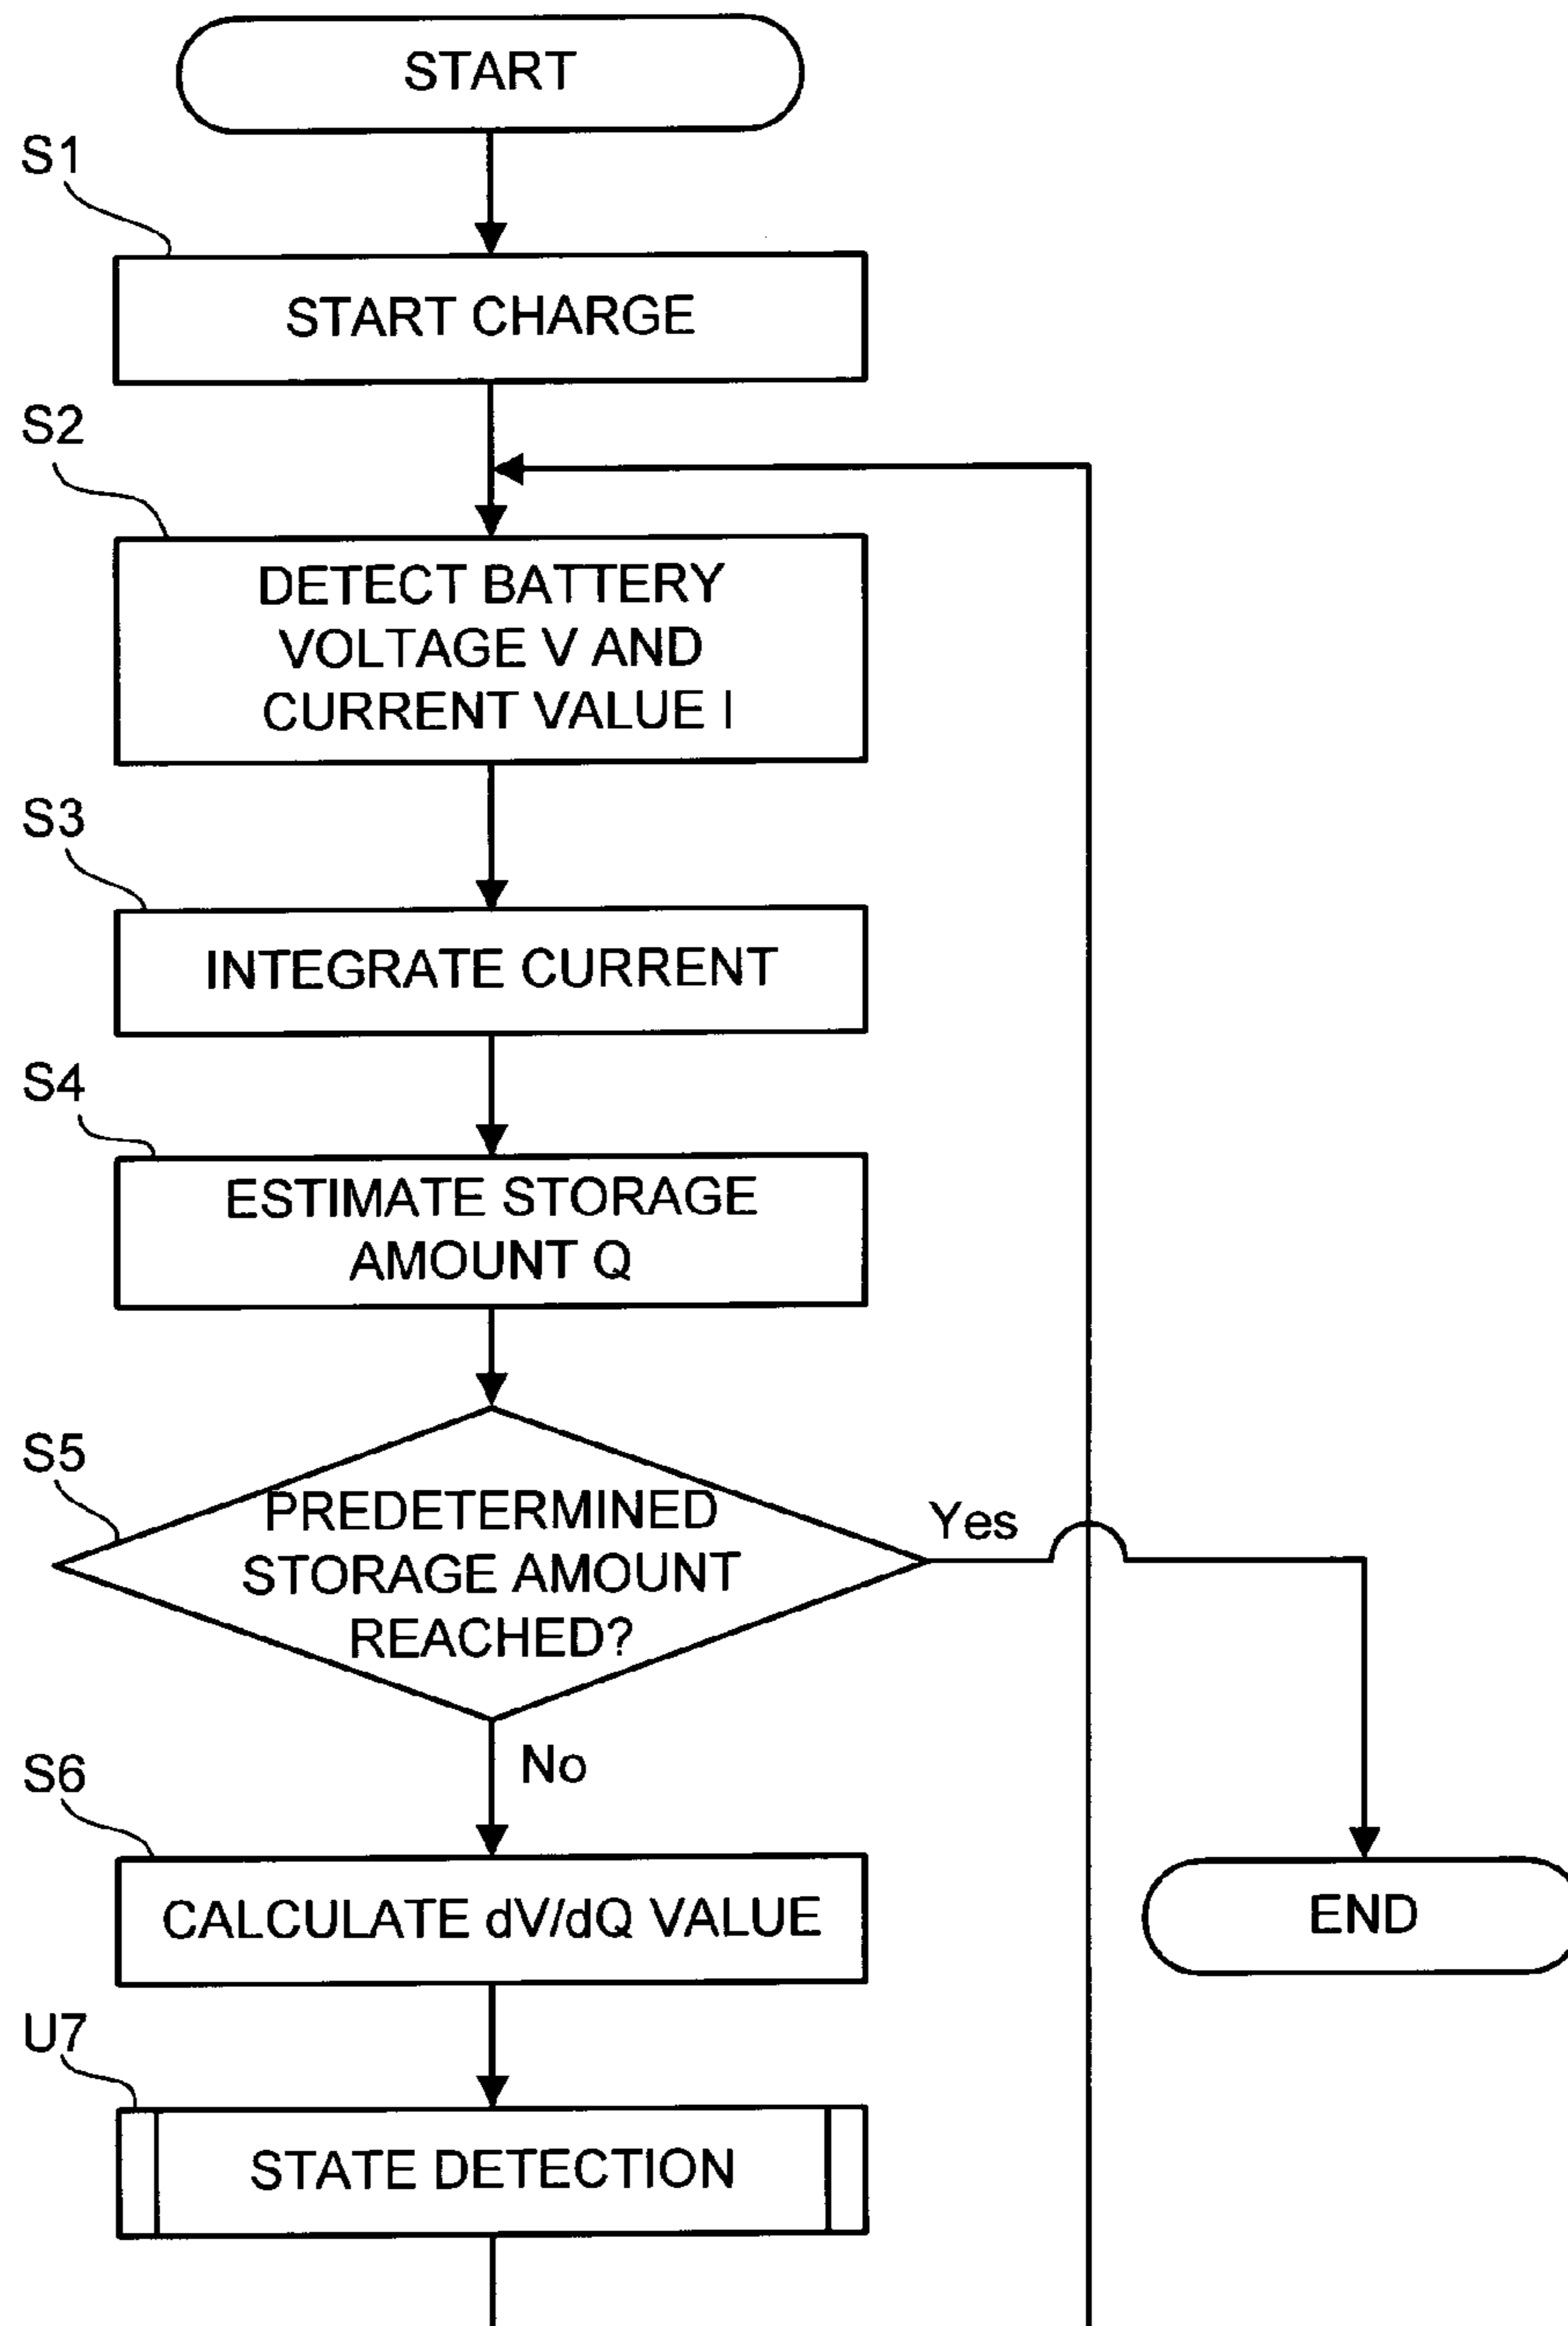 START
S1
START CHARGE
S2
DETECT BATTERY
VOLTAGE V AND
CURRENT VALUE I
S3
INTEGRATE CURRENT
S4
ESTIMATE STORAGE
AMOUNT Q
S5
PREDETERMINED
STORAGE AMOUNT
REACHED?
Yes
No
S6
CALCULATE dV/dQ VALUE
END
U7
STATE DETECTION